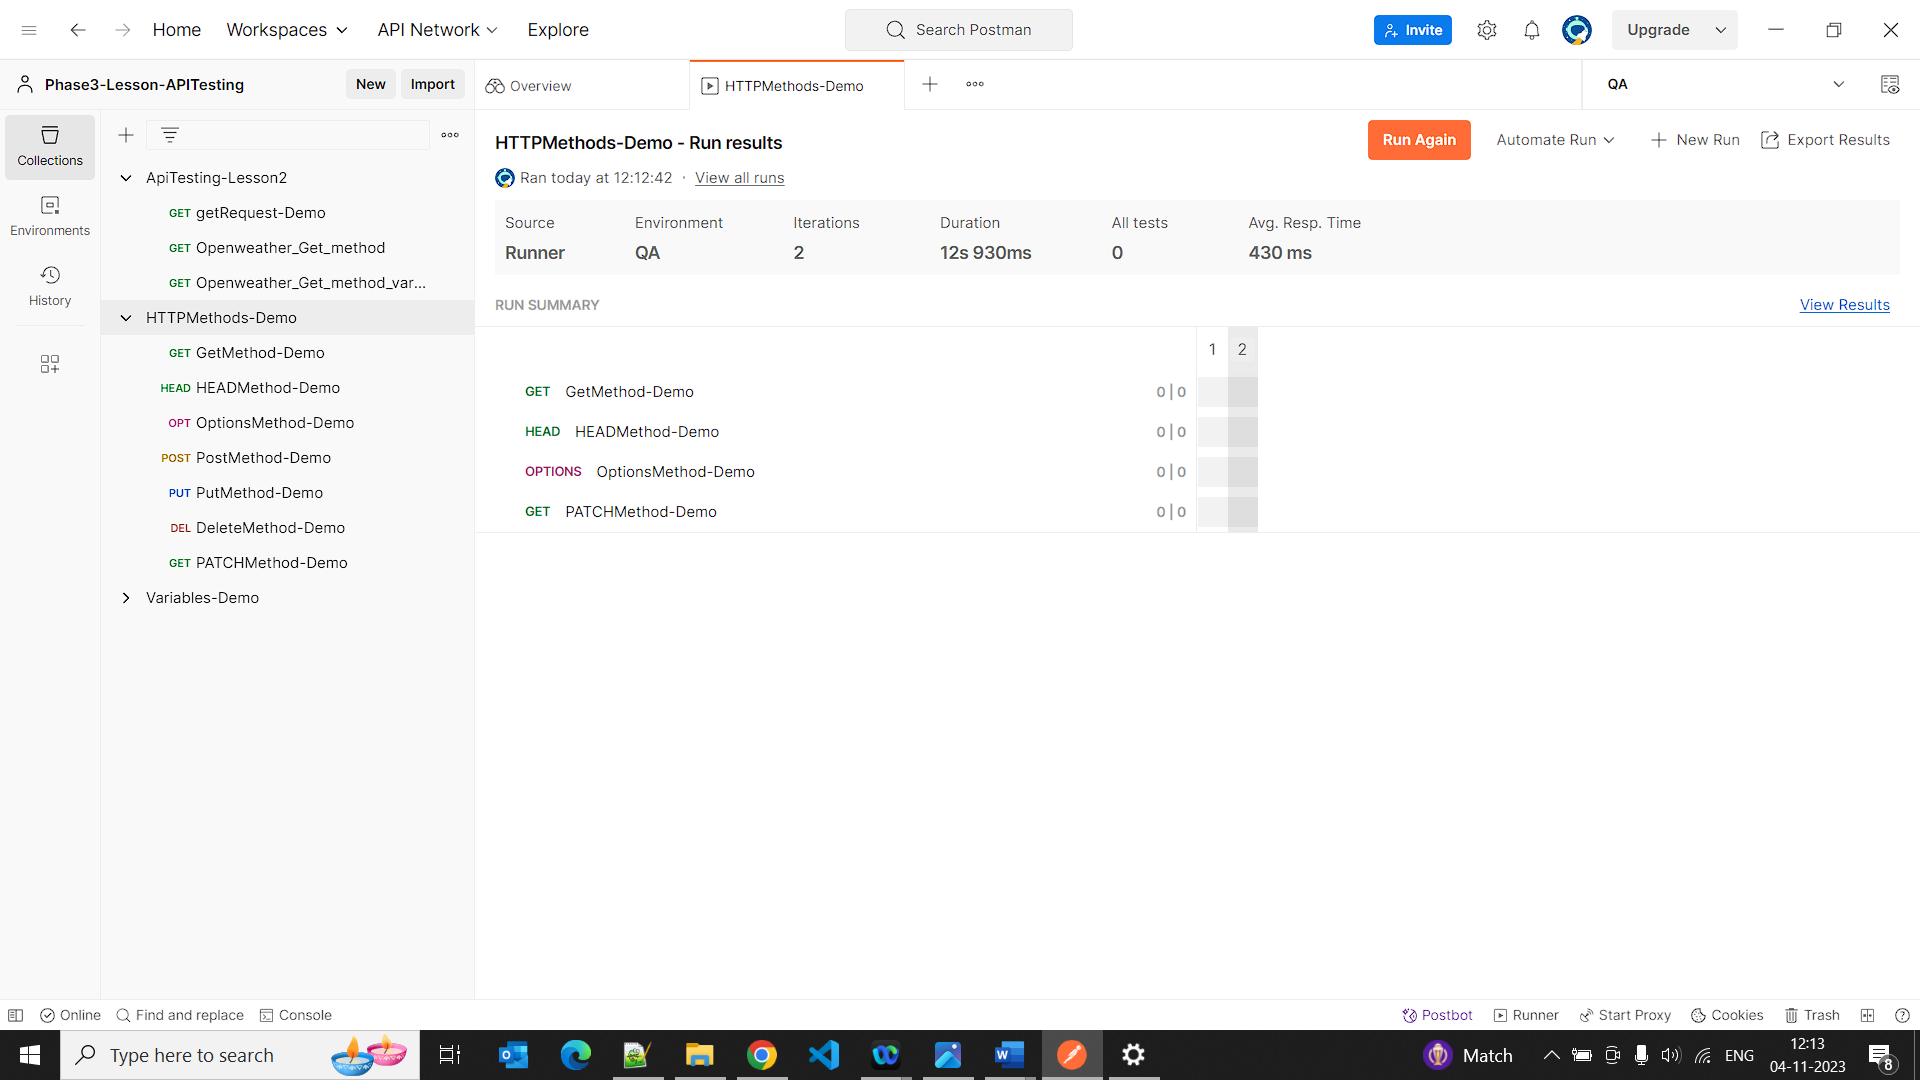 Home Workspaces API Network Explore Search Postman Invite Upgrade
Phase3-Lesson-APITesting New Import Overview HTTPMethods-Demo QA
Collections
Environments
History
ApiTesting-Lesson2
GET getRequest-Demo
GET Openweather_Get_method
GET Openweather_Get_method_var...
HTTPMethods-Demo
GET GetMethod-Demo
HEAD HEADMethod-Demo
OPT OptionsMethod-Demo
POST PostMethod-Demo
PUT PutMethod-Demo
DEL DeleteMethod-Demo
GET PATCHMethod-Demo
Variables-Demo
HTTPMethods-Demo - Run results Run Again Automate Run New Run Export Results
Ran today at 12:12:42 · View all runs
Source Environment Iterations Duration All tests Avg. Resp. Time
Runner QA 2 12s 930ms 0 430 ms
RUN SUMMARY View Results
1 2
GET GetMethod-Demo 0 | 0
HEAD HEADMethod-Demo 0 | 0
OPTIONS OptionsMethod-Demo 0 | 0
GET PATCHMethod-Demo 0 | 0
Online Find and replace Console Postbot Runner Start Proxy Cookies Trash
Type here to search Match ENG 12:13
04-11-2023 8